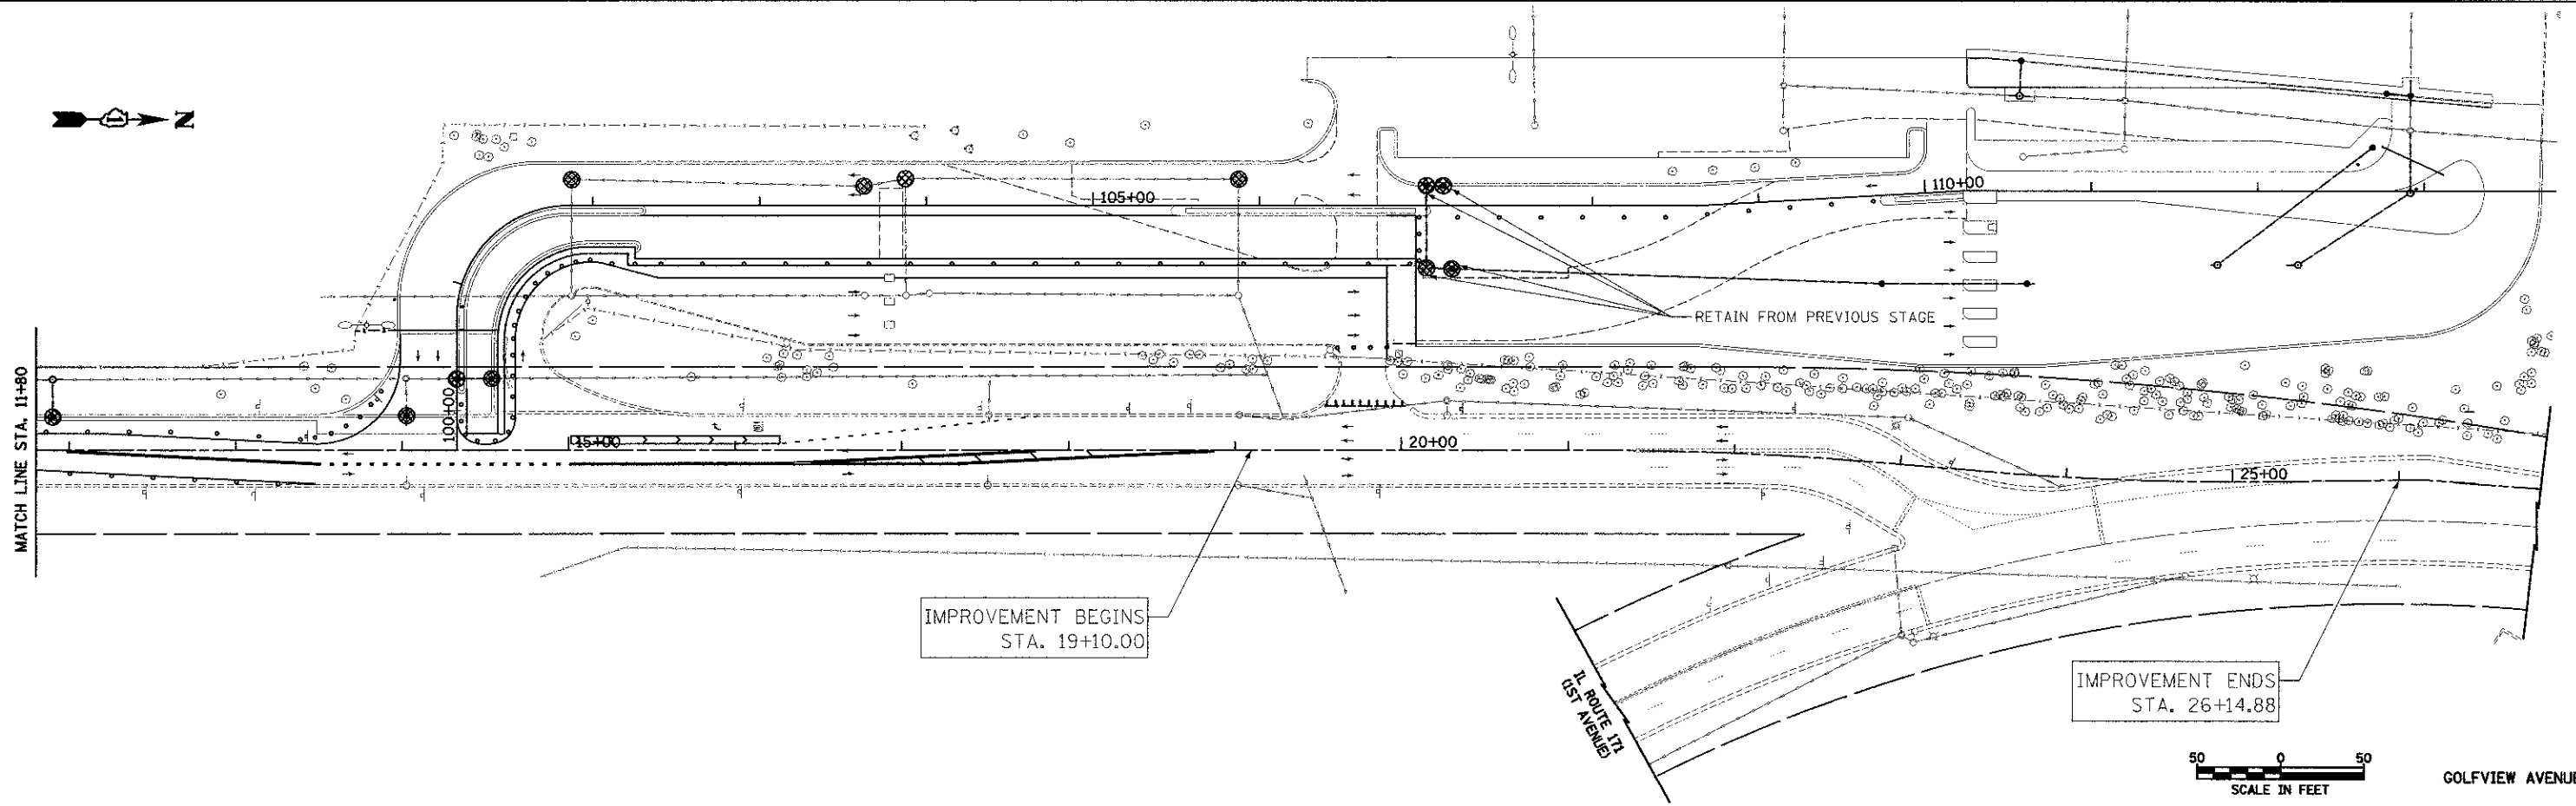 N
105+00
110+00
RETAIN FROM PREVIOUS STAGE
MATCH LINE STA. 11+80
100+00
15+00
20+00
25+00
IMPROVEMENT BEGINS
STA. 19+10.00
IL ROUTE 171
(1ST AVENUE)
IMPROVEMENT ENDS
STA. 26+14.88
50 0 50
SCALE IN FEET
GOLFVIEW AVENUE